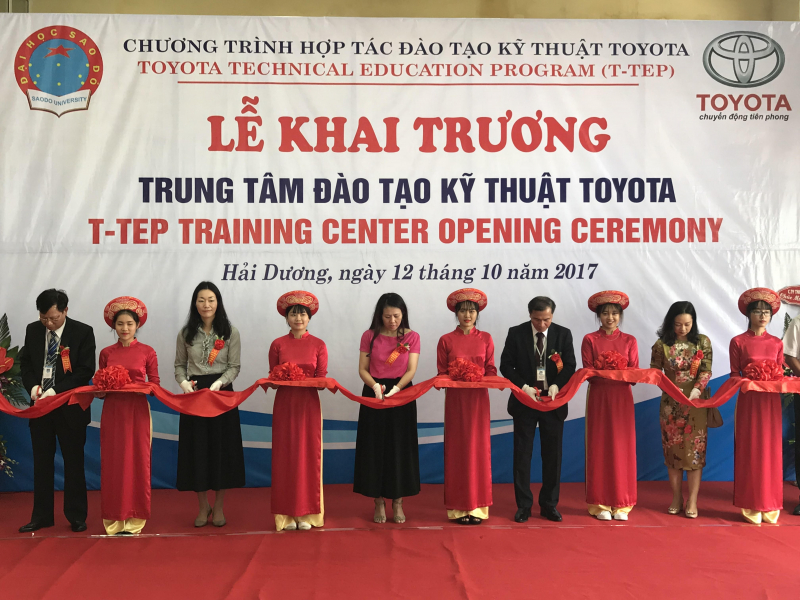 ĐẠI HỌC SAO ĐỎ
SAODO UNIVERSITY
CHƯƠNG TRÌNH HỢP TÁC ĐÀO TẠO KỸ THUẬT TOYOTA
TOYOTA TECHNICAL EDUCATION PROGRAM (T-TEP)
TOYOTA
chuyển động tiên phong
LỄ KHAI TRƯƠNG
TRUNG TÂM ĐÀO TẠO KỸ THUẬT TOYOTA
T-TEP TRAINING CENTER OPENING CEREMONY
Hải Dương, ngày 12 tháng 10 năm 2017